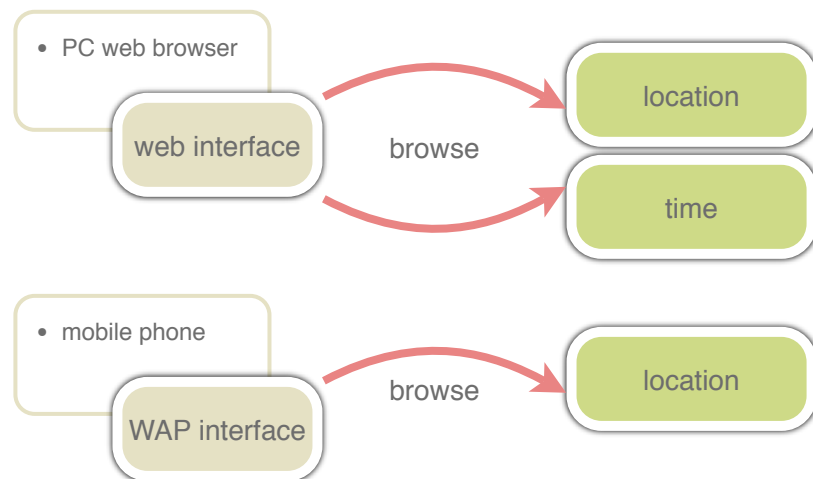 • PC web browser
web interface
browse
location
time
• mobile phone
WAP interface
browse
location